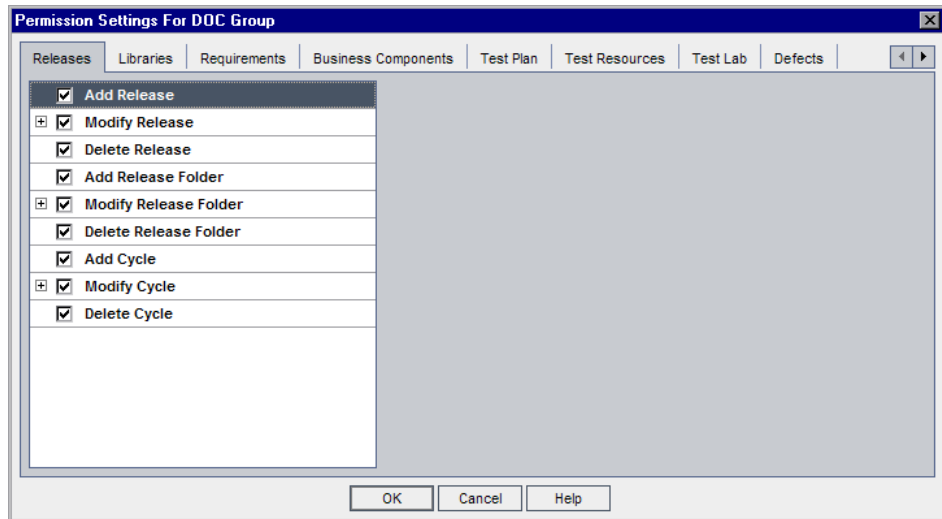 Permission Settings For DOC Group
Releases Libraries Requirements Business Components Test Plan Test Resources Test Lab Defects
Add Release
Modify Release
Delete Release
Add Release Folder
Modify Release Folder
Delete Release Folder
Add Cycle
Modify Cycle
Delete Cycle
OK Cancel Help